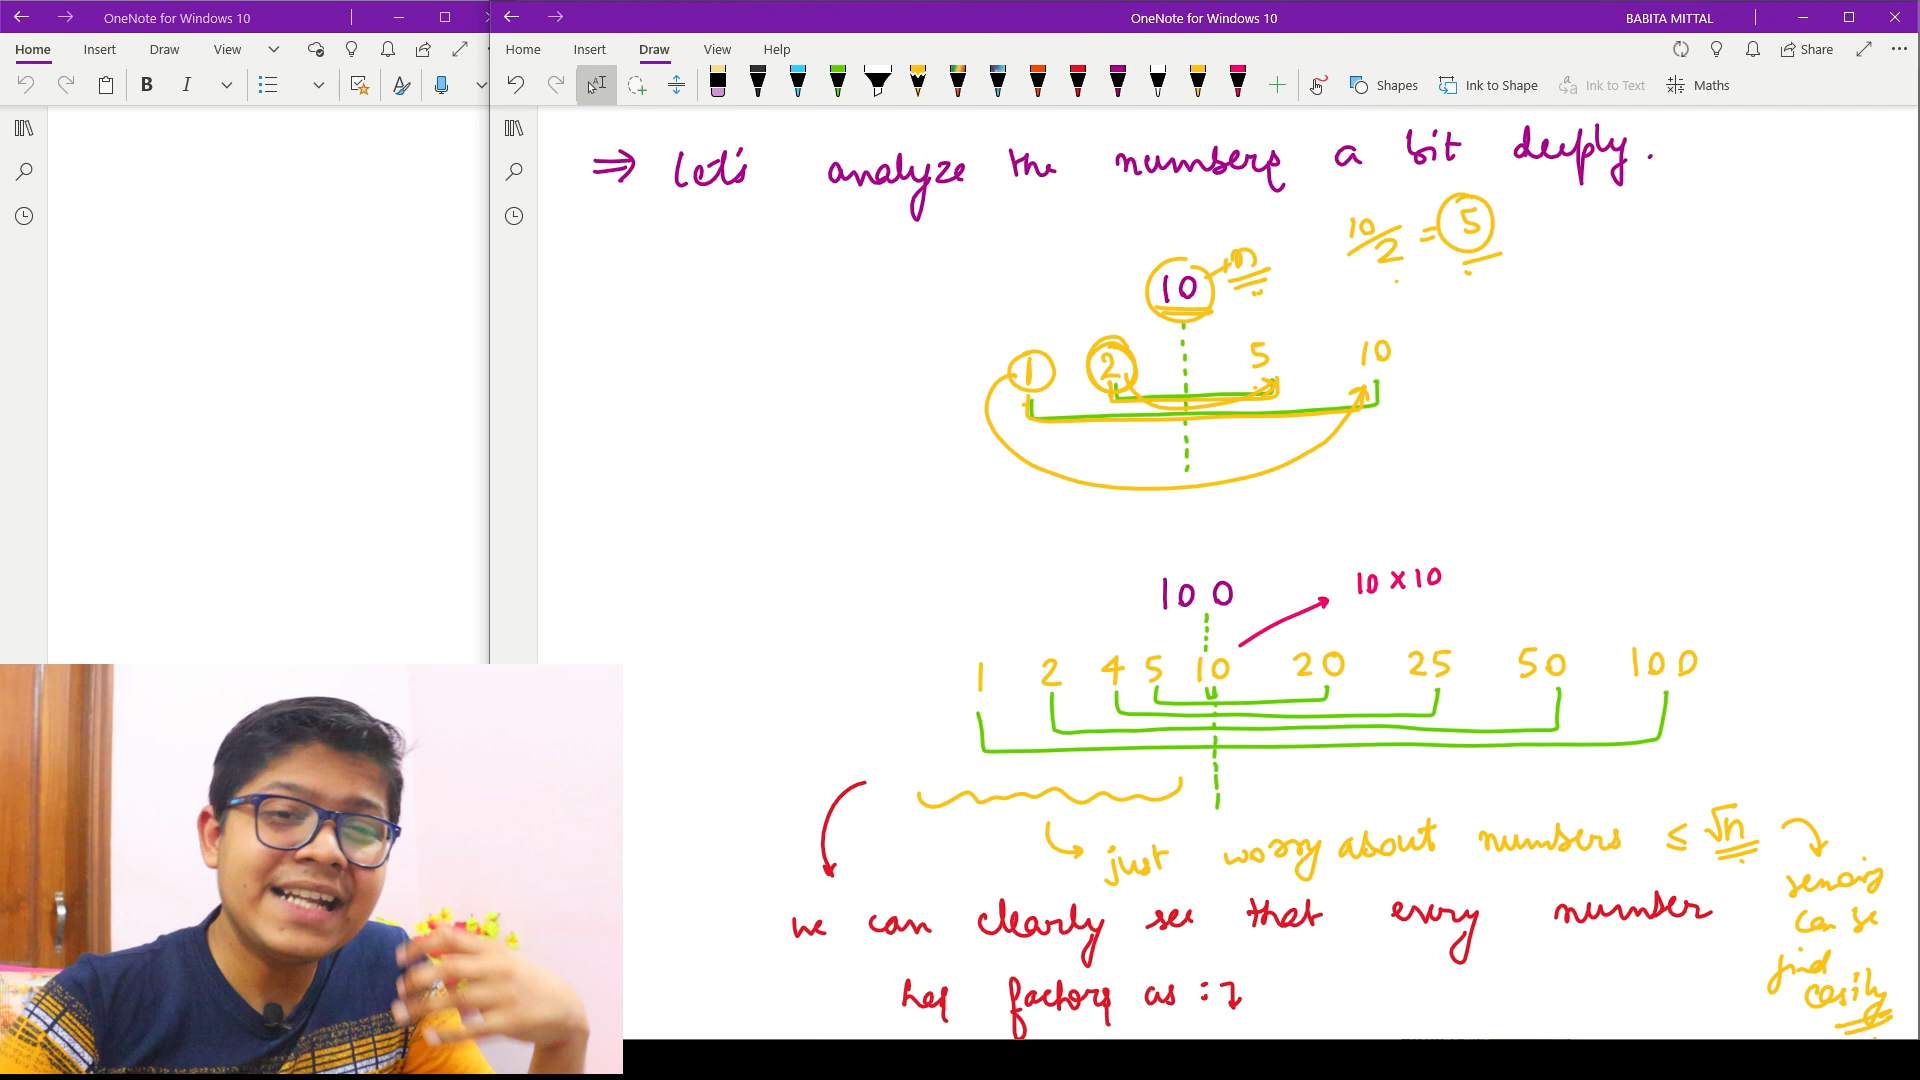 OneNote for Windows 10
Home Insert Draw View
B I
OneNote for Windows 10
BABITA MITTAL
Home Insert Draw View Help
Share
Shapes Ink to Shape Ink to Text Maths
⇒ Let's analyze the numbers a bit deeply.
10/2 = 5
10 → n
1 2 5 10
100 → 10 × 10
1 2 4 5 10 20 25 50 100
just worry about numbers ≤ √n
remaing
can be
find
easily
we can clearly see that every number
has factors as :